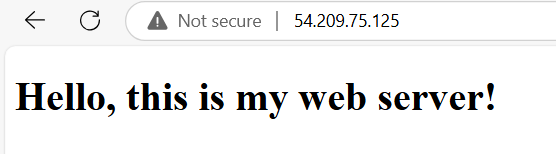 Not secure | 54.209.75.125
Hello, this is my web server!